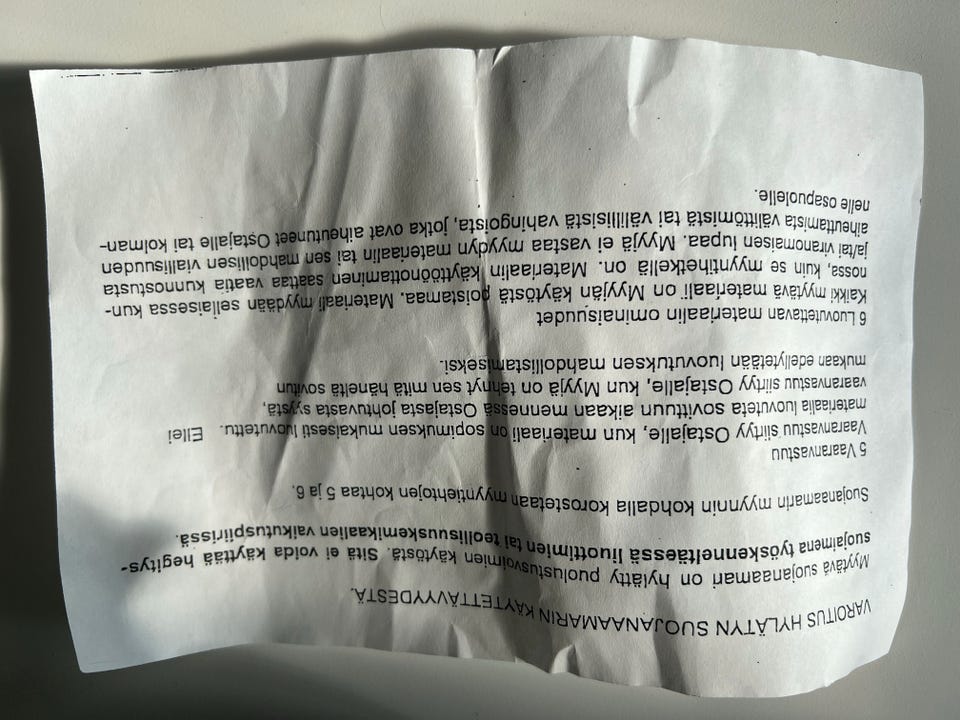 VAROITUS HYLÄTYN SUOJANAAMARIN KÄYTETTÄVYYDESTÄ.
Myytävä suojanaamari on hylätty puolustusvoimien käytöstä. Sitä ei voida käyttää hegitys-
suojaimena työskenneltäessä liuottimien tai teollisuuskemikaalien vaikutuspiirissä.
Suojanaamarin myynnin kohdalla korostetaan myyntiehtojen kohtaa 5 ja 6.
5 Vaaranvastuu
Vaaranvastuu siirtyy Ostajalle, kun materiaali on sopimuksen mukaisesti luovutettu. Ellei
materiaalia luovuteta sovittuun aikaan mennessä Ostajasta johtuvasta syystä,
vaaranvastuu siirtyy Ostajalle, kun Myyjä on tehnyt sen mitä häneltä sovitun
mukaan edellytetään luovutuksen mahdollistamiseksi.
6 Luovutettavan materiaalin ominaisuudet
Kaikki myytävä materiaali on Myyjän käytöstä poistamaa. Materiaali myydään sellaisessa kun-
nossa, kuin se myyntihetkellä on. Materiaalin käyttöönottaminen saattaa vaatia kunnostusta
ja/tai viranomaisen lupaa. Myyjä ei vastaa myydyn materiaalin tai sen mahdollisen viallisuuden
aiheuttamista välittömistä tai välillisistä vahingoista, jotka ovat aiheutuneet Ostajalle tai kolman-
nelle osapuolelle.